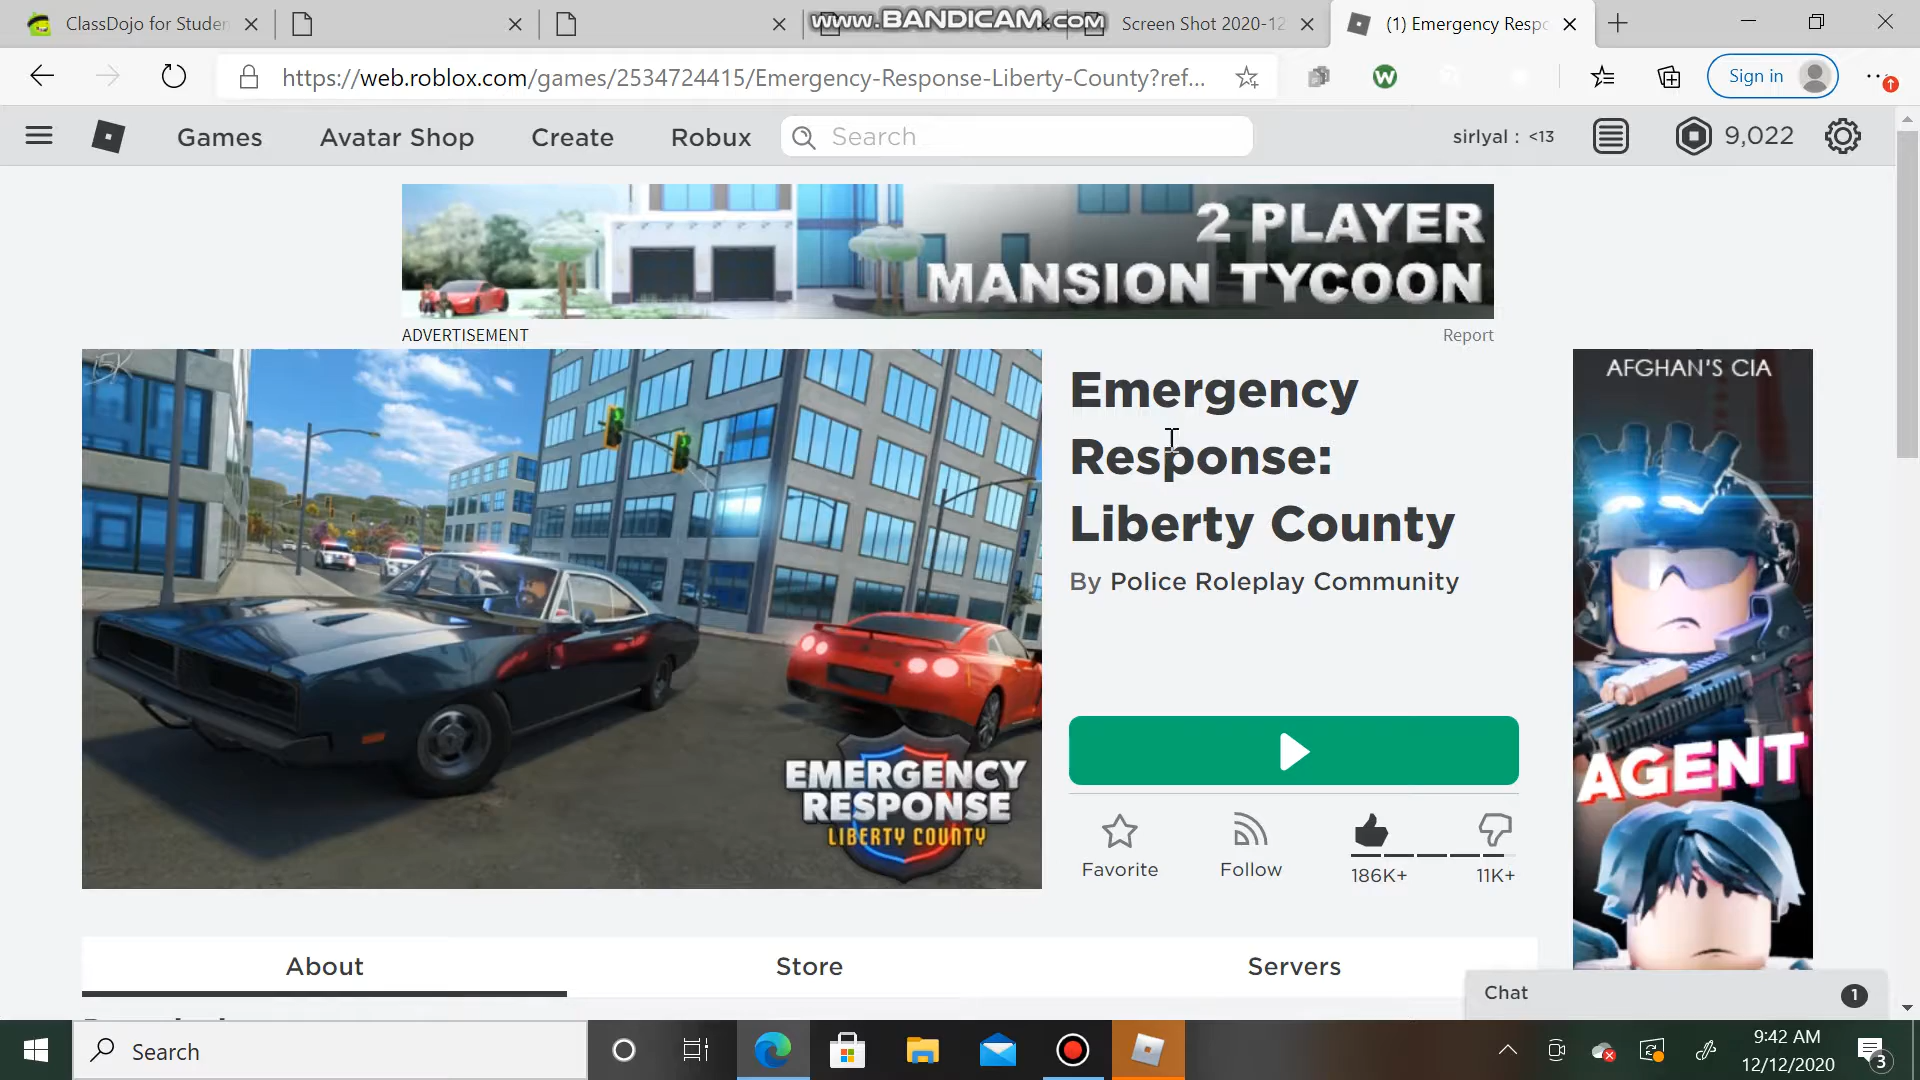 ClassDojo for Studen
www.BANDICAM.com
Screen Shot 2020-12
(1) Emergency Respo
https://web.roblox.com/games/2534724415/Emergency-Response-Liberty-County?ref...
Sign in
Games
Avatar Shop
Create
Robux
Search
sirlyal : <13
9,022
2 PLAYER
MANSION TYCOON
ADVERTISEMENT
Report
Emergency
Response:
Liberty County
By Police Roleplay Community
EMERGENCY
RESPONSE
LIBERTY COUNTY
AFGHAN'S CIA
AGENT
Favorite
Follow
186K+
11K+
About
Store
Servers
Chat
1
Search
9:42 AM
12/12/2020
3